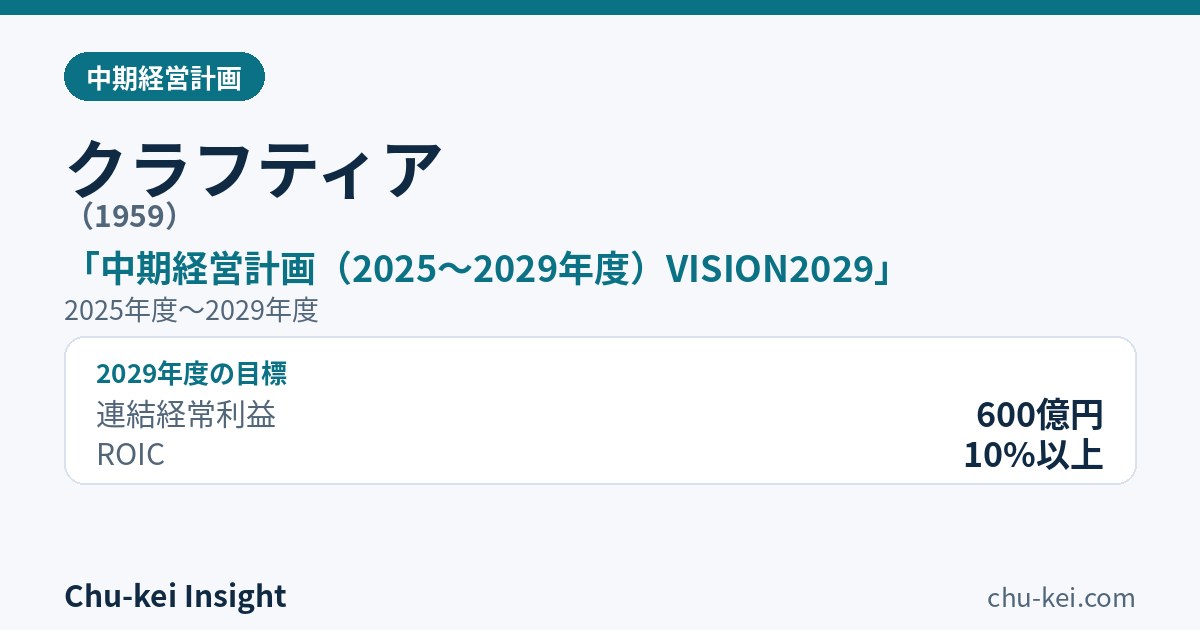 中期経営計画
クラフティア
（1959）
「中期経営計画（2025～2029年度）VISION2029」
2025年度～2029年度
2029年度の目標
連結経常利益 600億円
ROIC 10%以上
Chu-kei Insight chu-kei.com